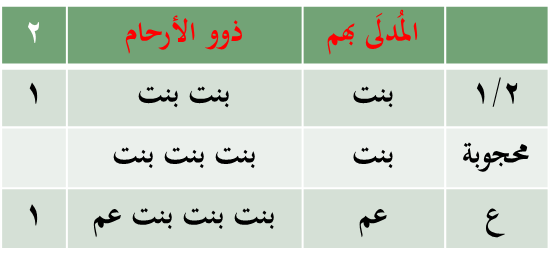 المُدلَى بهم ذوو الأرحام ٢
١/٢ بنت بنت بنت ١
محجوبة بنت بنت بنت بنت
ع عم بنت بنت بنت عم ١